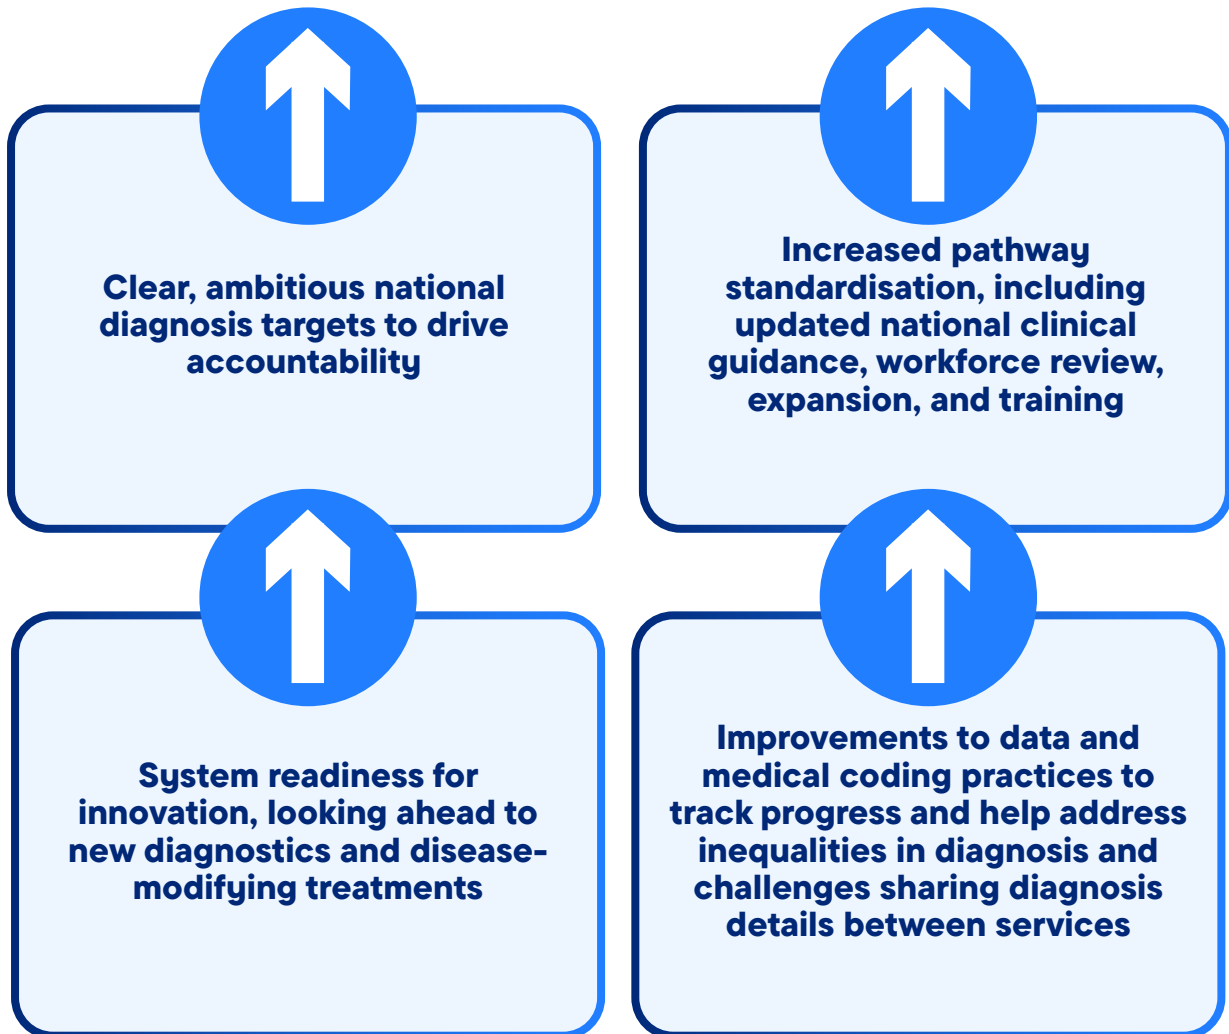 Clear, ambitious national
diagnosis targets to drive
accountability
Increased pathway
standardisation, including
updated national clinical
guidance, workforce review,
expansion, and training
System readiness for
innovation, looking ahead to
new diagnostics and disease-
modifying treatments
Improvements to data and
medical coding practices to
track progress and help address
inequalities in diagnosis and
challenges sharing diagnosis
details between services